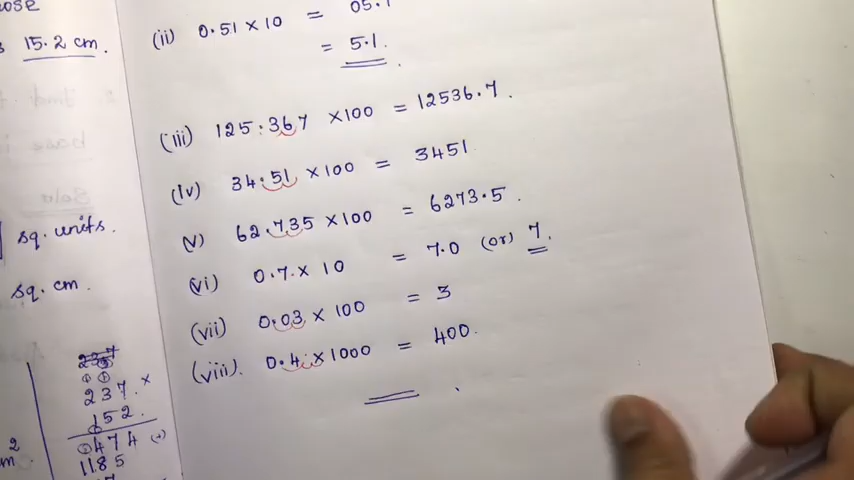 15.2 cm.
sq. units.
sq. cm.
237
237 ×
152.
474 (+)
1185
(ii) 0.51 × 10 = 05.1
= 5.1.
(iii) 125.367 × 100 = 12536.7.
(iv) 34.51 × 100 = 3451
(v) 62.735 × 100 = 6273.5.
(vi) 0.7 × 10 = 7.0 (or) 7.
(vii) 0.03 × 100 = 3
(viii). 0.4 × 1000 = 400.